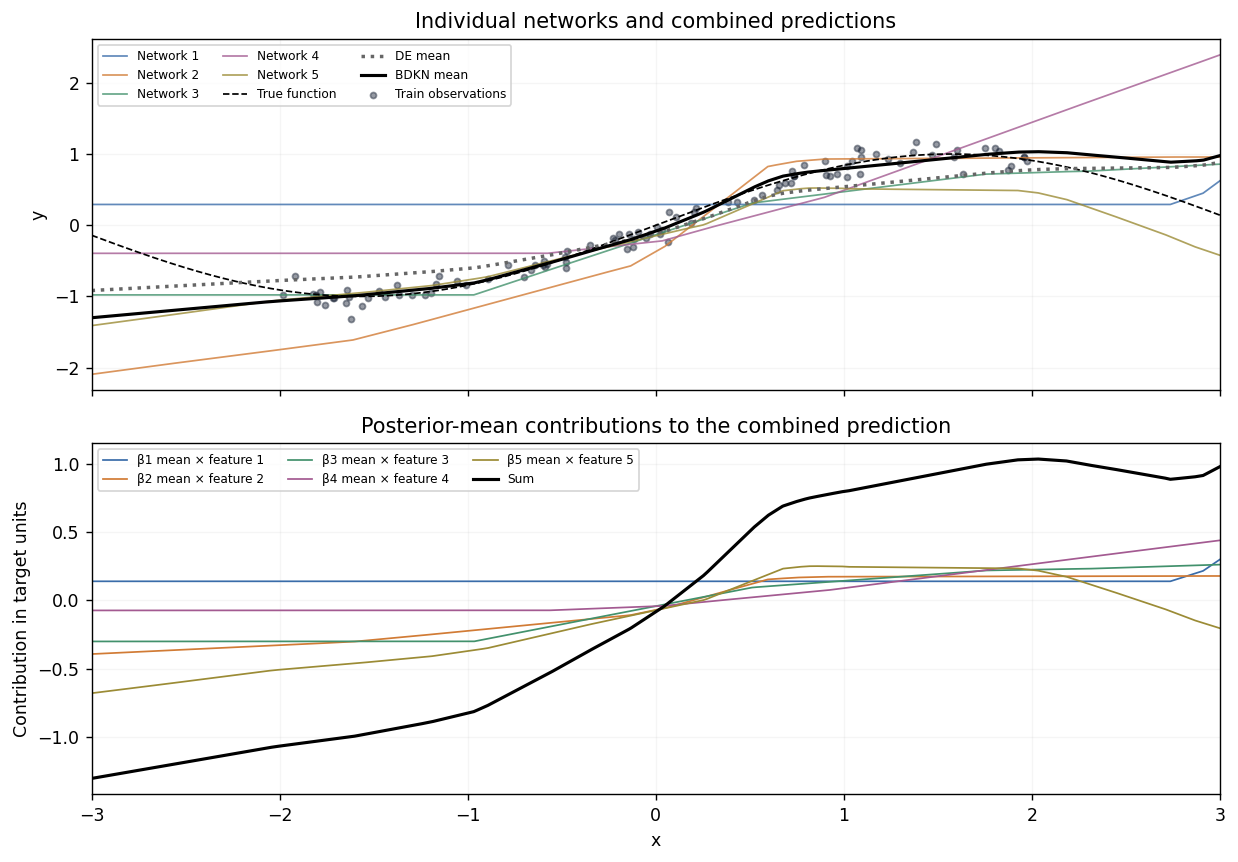 Individual networks and combined predictions
Network 1
Network 2
Network 3
Network 4
Network 5
True function
DE mean
BDKN mean
Train observations
y
2
1
0
−1
−2
Posterior-mean contributions to the combined prediction
β1 mean × feature 1
β2 mean × feature 2
β3 mean × feature 3
β4 mean × feature 4
β5 mean × feature 5
Sum
Contribution in target units
1.0
0.5
0.0
−0.5
−1.0
−3
−2
−1
0
1
2
3
x